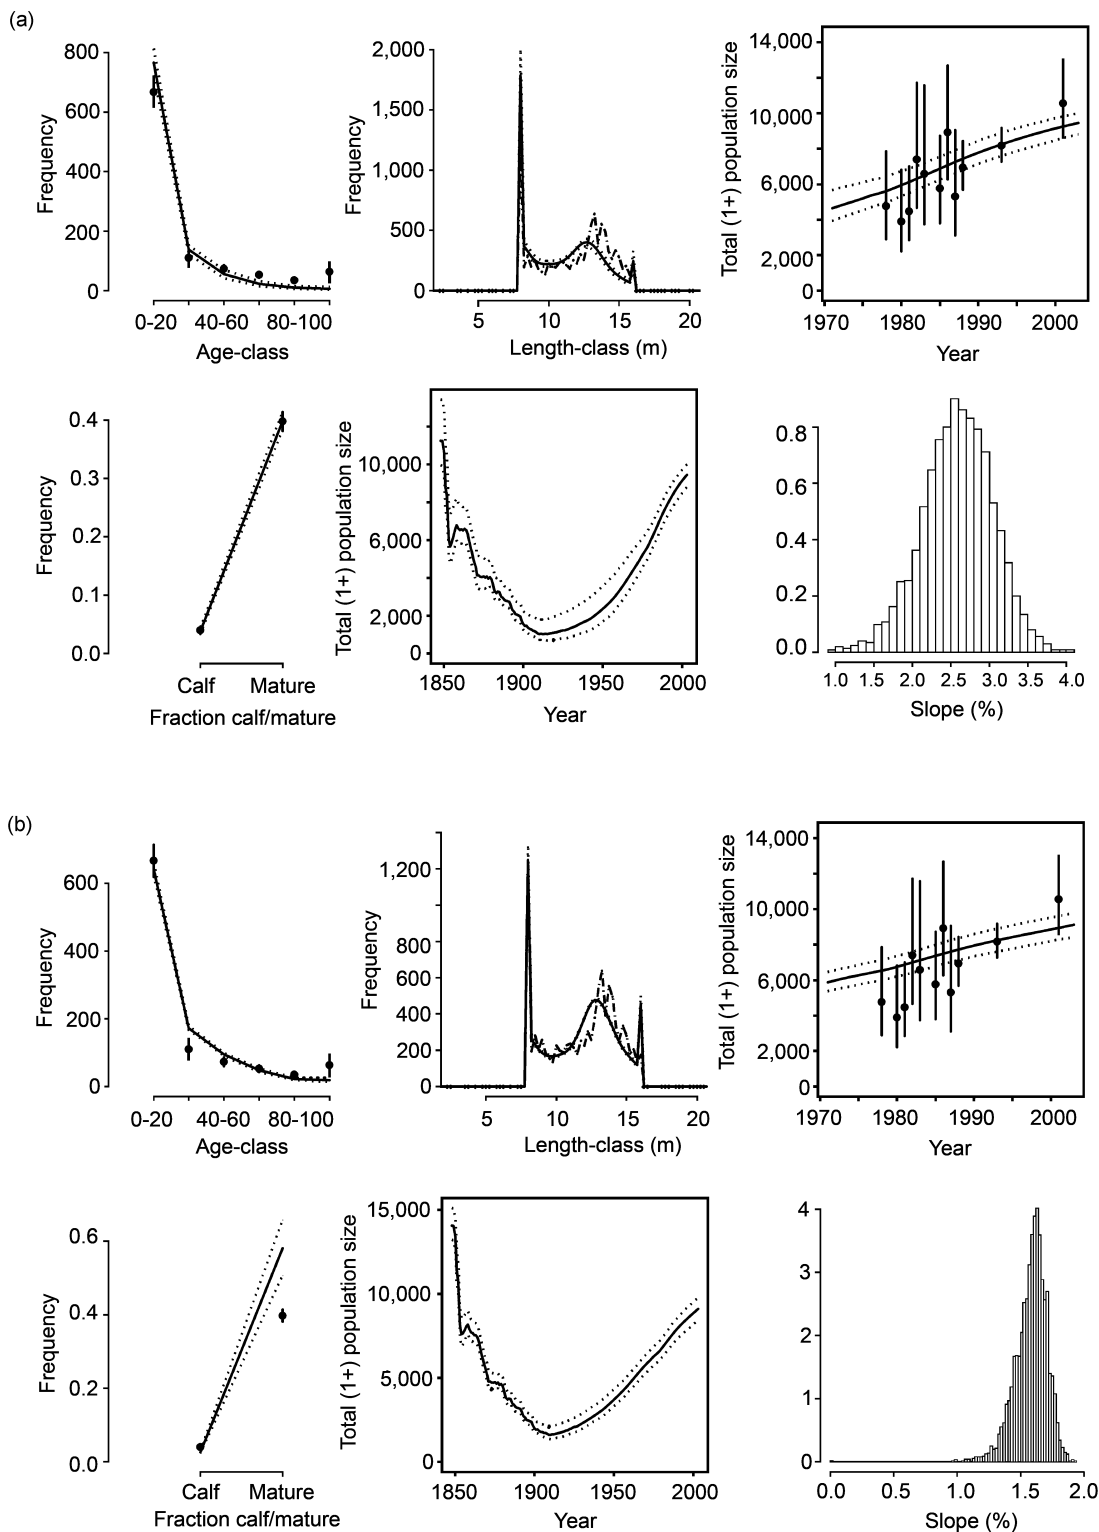 (a)
800
600
400
200
0
Frequency
0-20 40-60 80-100
Age-class
2,000
1,500
1,000
500
0
Frequency
5 10 15 20
Length-class (m)
14,000
10,000
6,000
2,000
0
Total (1+) population size
1970 1980 1990 2000
Year
0.4
0.3
0.2
0.1
0.0
Frequency
Calf Mature
Fraction calf/mature
10,000
6,000
2,000
0
Total (1+) population size
1850 1900 1950 2000
Year
0.8
0.6
0.4
0.2
0.0
1.0 1.5 2.0 2.5 3.0 3.5 4.0
Slope (%)
(b)
600
400
200
0
Frequency
0-20 40-60 80-100
Age-class
1,200
800
600
400
200
0
Frequency
5 10 15 20
Length-class (m)
14,000
10,000
6,000
2,000
0
Total (1+) population size
1970 1980 1990 2000
Year
0.6
0.4
0.2
0.0
Frequency
Calf Mature
Fraction calf/mature
15,000
10,000
5,000
0
Total (1+) population size
1850 1900 1950 2000
Year
4
3
2
1
0
0.0 0.5 1.0 1.5 2.0
Slope (%)